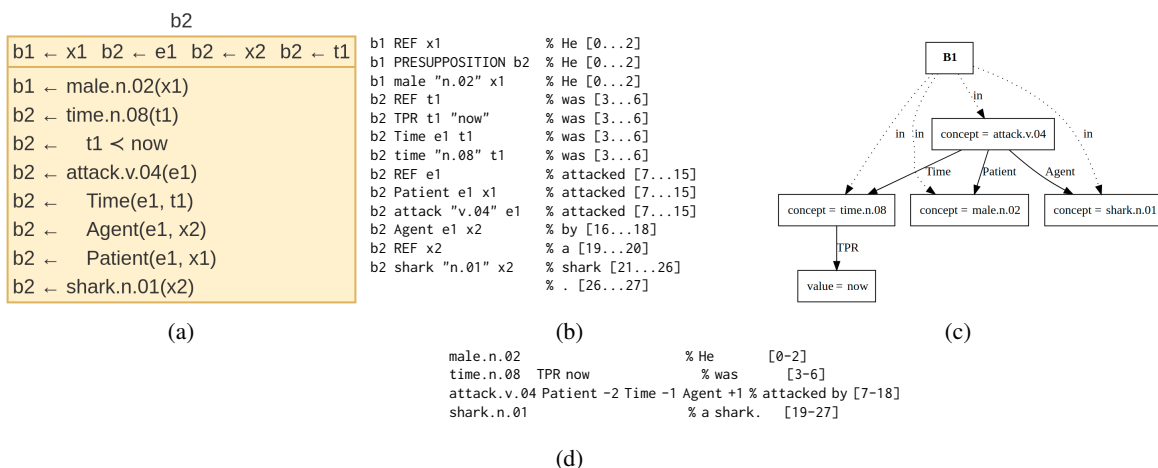 b2
b1 ← x1 b2 ← e1 b2 ← x2 b2 ← t1
b1 ← male.n.02(x1)
b2 ← time.n.08(t1)
b2 ← t1 ≺ now
b2 ← attack.v.04(e1)
b2 ← Time(e1, t1)
b2 ← Agent(e1, x2)
b2 ← Patient(e1, x1)
b2 ← shark.n.01(x2)
(a)
b1 REF x1 % He [0...2]
b1 PRESUPPOSITION b2 % He [0...2]
b1 male "n.02" x1 % He [0...2]
b2 REF t1 % was [3...6]
b2 TPR t1 "now" % was [3...6]
b2 Time e1 t1 % was [3...6]
b2 time "n.08" t1 % was [3...6]
b2 REF e1 % attacked [7...15]
b2 Patient e1 x1 % attacked [7...15]
b2 attack "v.04" e1 % attacked [7...15]
b2 Agent e1 x2 % by [16...18]
b2 REF x2 % a [19...20]
b2 shark "n.01" x2 % shark [21...26]
% . [26...27]
(b)
B1
in
concept = attack.v.04
in in in
Time Patient Agent
concept = time.n.08 concept = male.n.02 concept = shark.n.01
TPR
value = now
(c)
male.n.02 % He [0-2]
time.n.08 TPR now % was [3-6]
attack.v.04 Patient -2 Time -1 Agent +1 % attacked by [7-18]
shark.n.01 % a shark. [19-27]
(d)